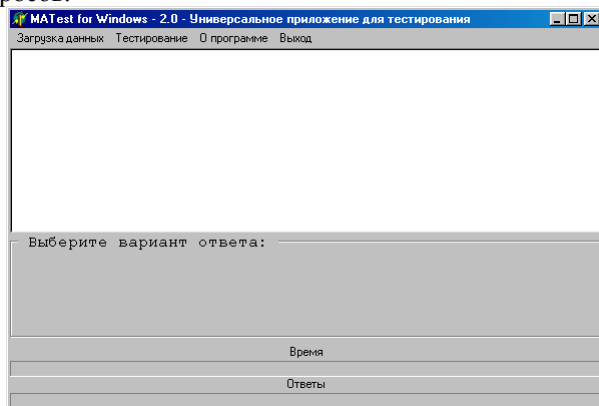 MATest for Windows - 2.0 - Универсальное приложение для тестирования
Загрузка данных Тестирование О программе Выход
Выберите вариант ответа:
Время
Ответы